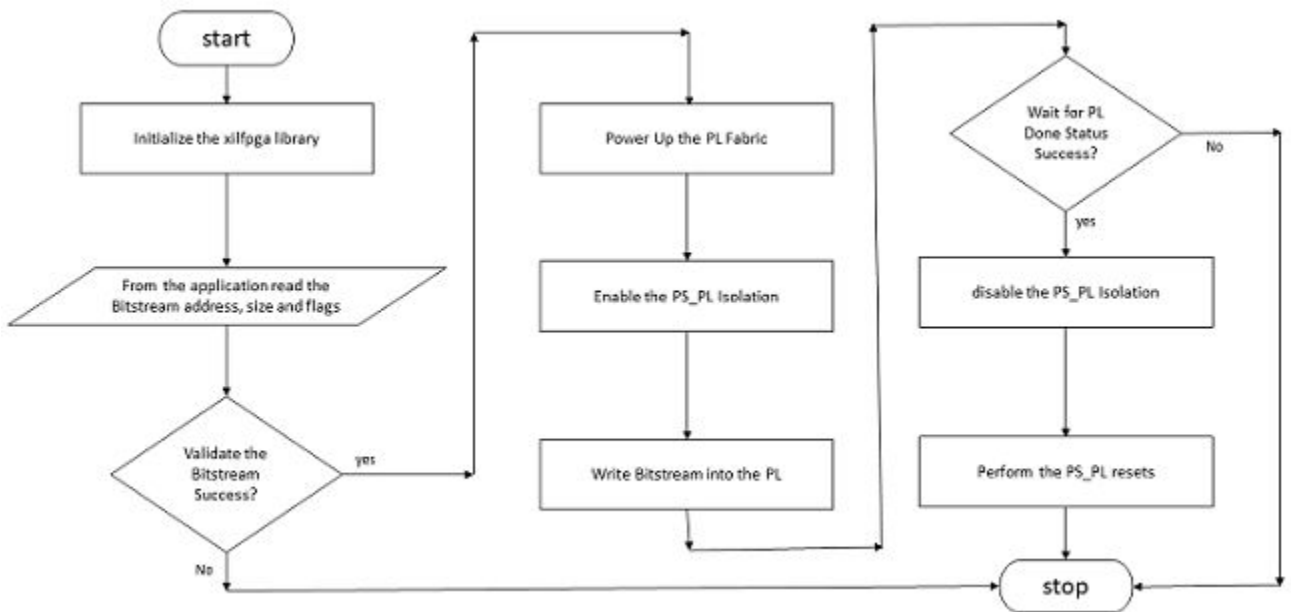 start
Initialize the xilfpga library
From the application read the
Bitstream address, size and flags
Validate the
Bitstream
Success?
yes
No
Power Up the PL Fabric
Enable the PS_PL Isolation
Write Bitstream into the PL
Wait for PL
Done Status
Success?
No
yes
disable the PS_PL Isolation
Perform the PS_PL resets
stop